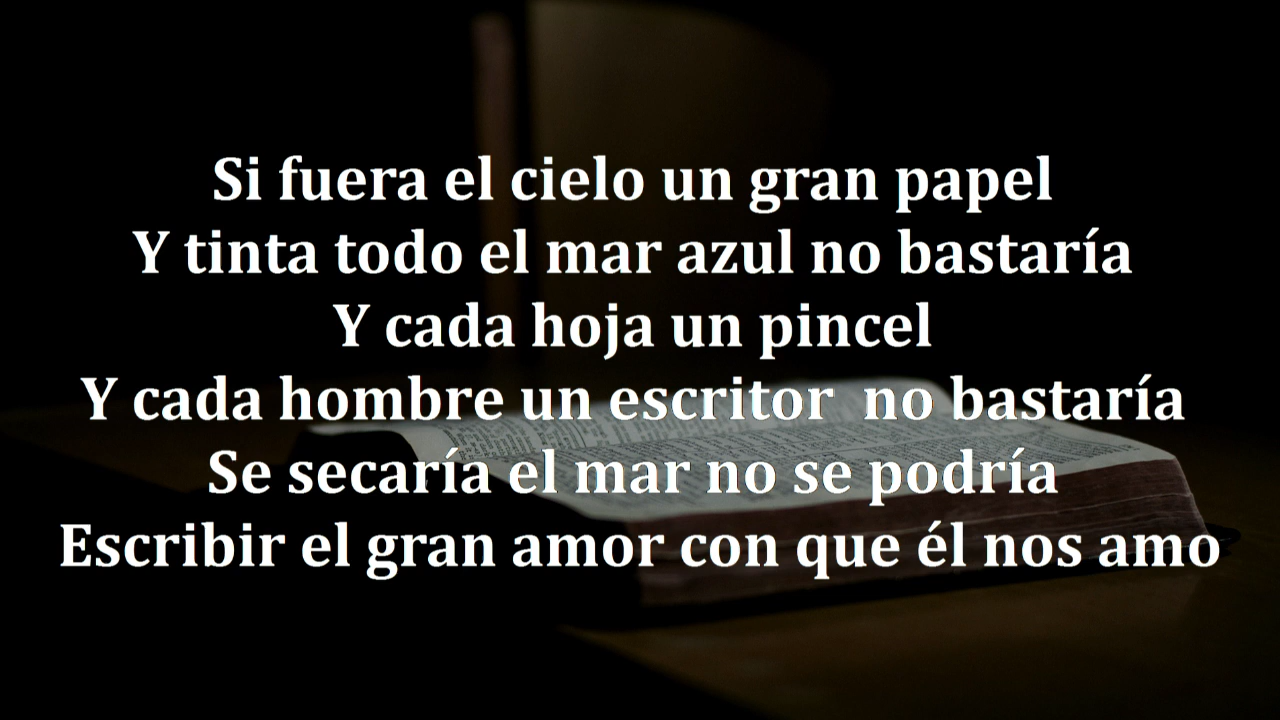 Si fuera el cielo un gran papel
Y tinta todo el mar azul no bastaría
Y cada hoja un pincel
Y cada hombre un escritor  no bastaría
Se secaría el mar no se podría
Escribir el gran amor con que él nos amo